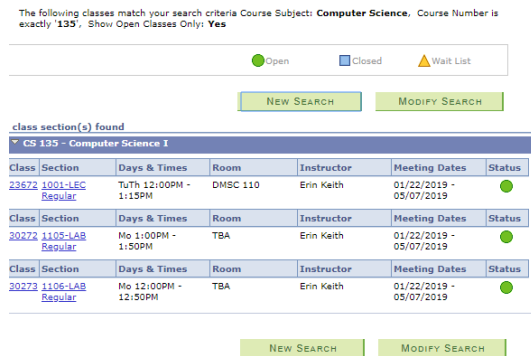 The following classes match your search criteria Course Subject: Computer Science, Course Number is
exactly '135', Show Open Classes Only: Yes
Open Closed Wait List
NEW SEARCH MODIFY SEARCH
class section(s) found
CS 135 - Computer Science I
Class Section Days & Times Room Instructor Meeting Dates Status
23672 1001-LEC TuTh 12:00PM - DMSC 110 Erin Keith 01/22/2019 -
Regular 1:15PM 05/07/2019
Class Section Days & Times Room Instructor Meeting Dates Status
30272 1105-LAB Mo 1:00PM - TBA Erin Keith 01/22/2019 -
Regular 1:50PM 05/07/2019
Class Section Days & Times Room Instructor Meeting Dates Status
30273 1106-LAB Mo 12:00PM - TBA Erin Keith 01/22/2019 -
Regular 12:50PM 05/07/2019
NEW SEARCH MODIFY SEARCH